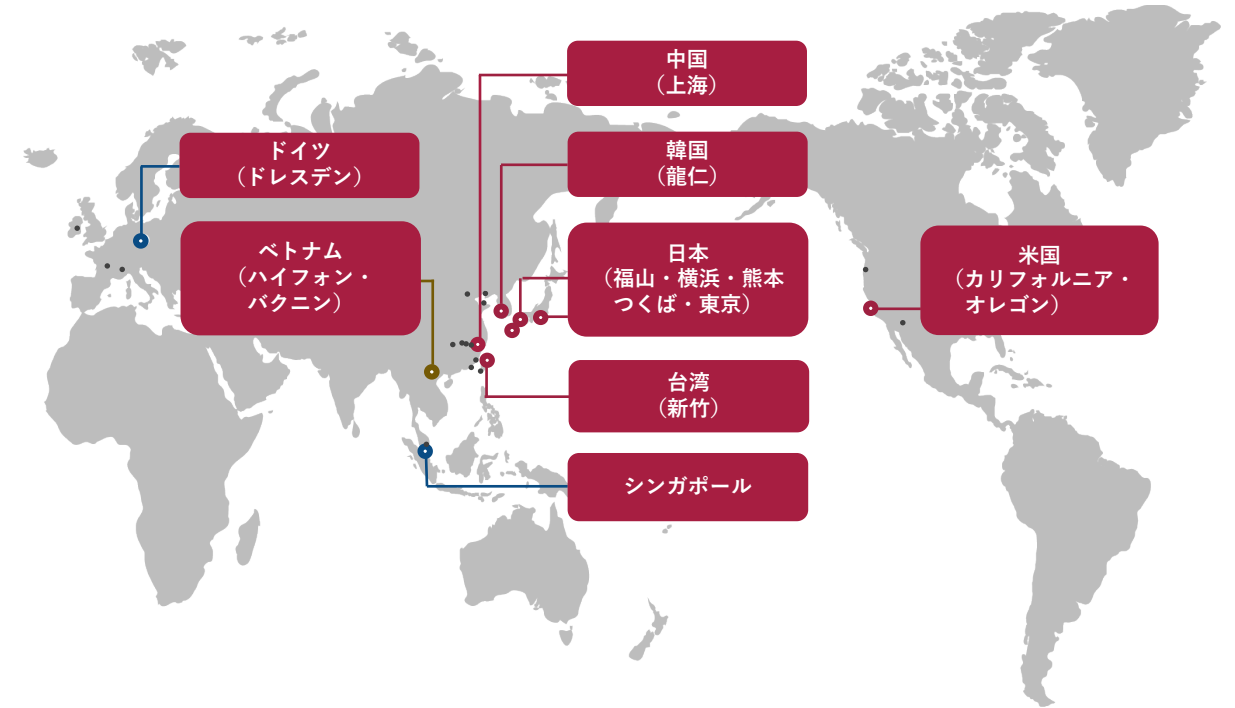 中国
（上海）
ドイツ
（ドレスデン）
韓国
（龍仁）
ベトナム
（ハイフォン・
バクニン）
日本
（福山・横浜・熊本
つくば・東京）
米国
（カリフォルニア・
オレゴン）
台湾
（新竹）
シンガポール